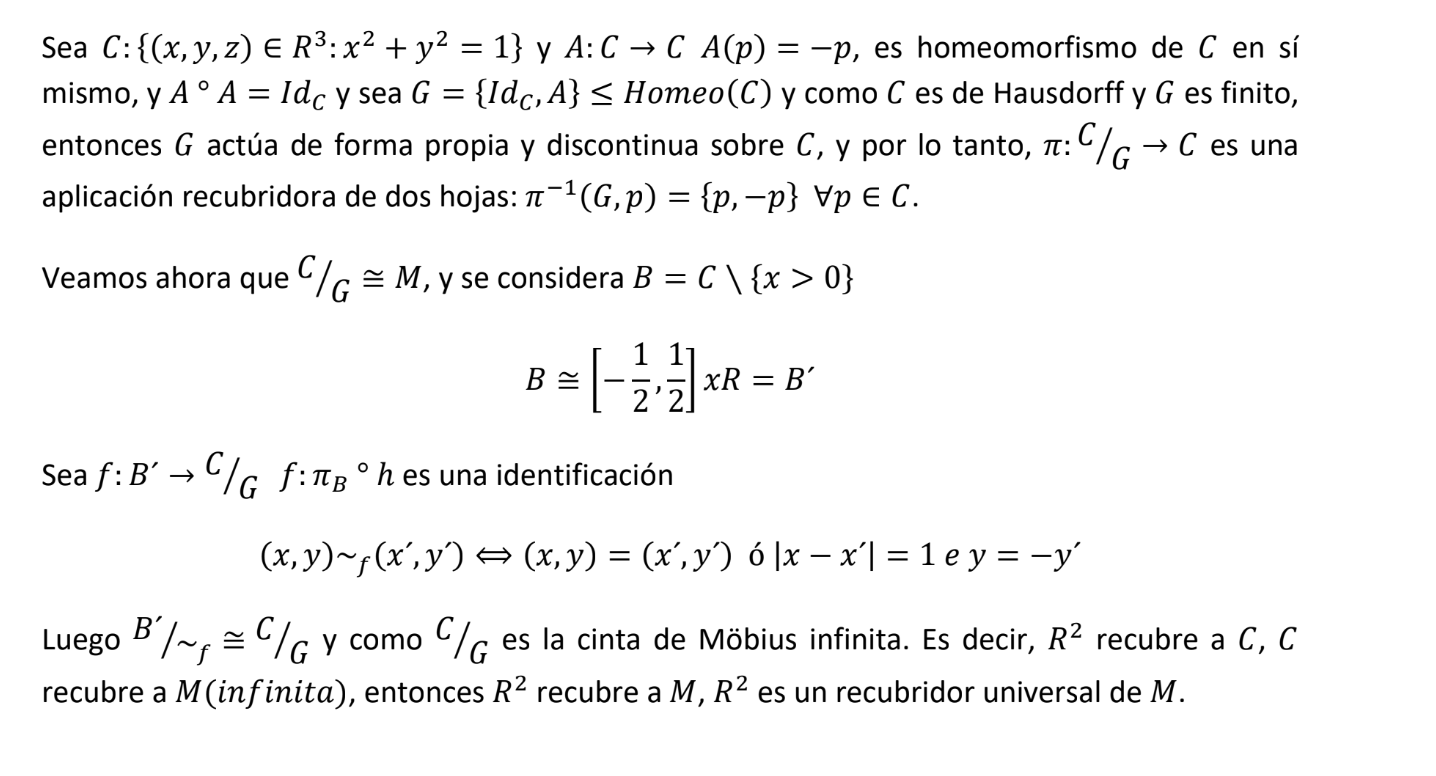 Sea C: {(x, y, z) ∈ R³: x² + y² = 1} y A: C → C A(p) = −p, es homeomorfismo de C en sí
mismo, y A ∘ A = Id_C y sea G = {Id_C, A} ≤ Homeo(C) y como C es de Hausdorff y G es finito,
entonces G actúa de forma propia y discontinua sobre C, y por lo tanto, π: C/G → C es una
aplicación recubridora de dos hojas: π⁻¹(G, p) = {p, −p} ∀p ∈ C.
Veamos ahora que C/G ≅ M, y se considera B = C \ {x > 0}
B ≅ [−1/2, 1/2] xR = B´
Sea f: B´ → C/G f: π_B ∘ h es una identificación
(x, y)~_f(x´, y´) ⟺ (x, y) = (x´, y´) ó |x − x´| = 1 e y = −y´
Luego B´/~_f ≅ C/G y como C/G es la cinta de Möbius infinita. Es decir, R² recubre a C, C
recubre a M(infinita), entonces R² recubre a M, R² es un recubridor universal de M.